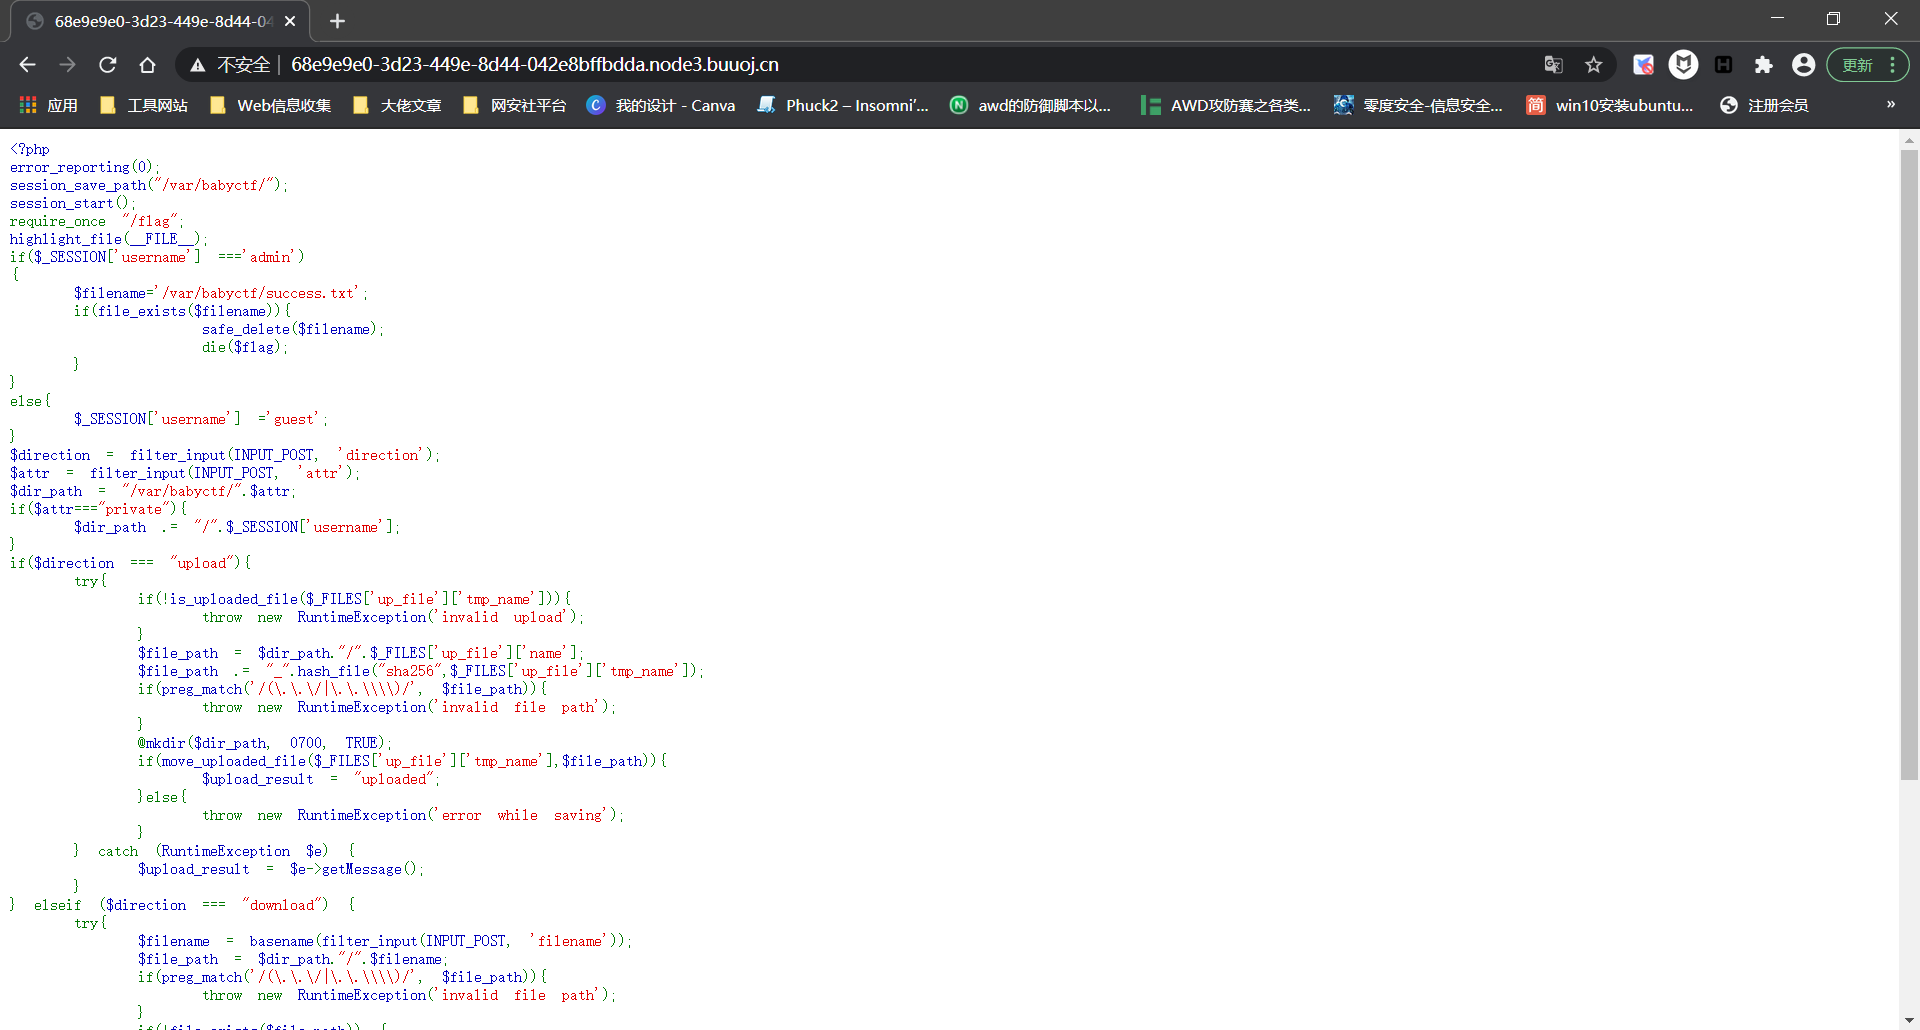 68e9e9e0-3d23-449e-8d44-04
不安全 | 68e9e9e0-3d23-449e-8d44-042e8bffbdda.node3.buuoj.cn
更新
应用 工具网站 Web信息收集 大佬文章 网安社平台 我的设计 - Canva Phuck2 – Insomni'... awd的防御脚本以... AWD攻防赛之各类... 零度安全-信息安全... win10安装ubuntu... 注册会员 »
<?php
error_reporting(0);
session_save_path("/var/babyctf/");
session_start();
require_once "/flag";
highlight_file(__FILE__);
if($_SESSION['username'] ==='admin')
{
$filename='/var/babyctf/success.txt';
if(file_exists($filename)){
safe_delete($filename);
die($flag);
}
}
else{
$_SESSION['username'] ='guest';
}
$direction = filter_input(INPUT_POST, 'direction');
$attr = filter_input(INPUT_POST, 'attr');
$dir_path = "/var/babyctf/".$attr;
if($attr==="private"){
$dir_path .= "/".$_SESSION['username'];
}
if($direction === "upload"){
try{
if(!is_uploaded_file($_FILES['up_file']['tmp_name'])){
throw new RuntimeException('invalid upload');
}
$file_path = $dir_path."/".$_FILES['up_file']['name'];
$file_path .= "_".hash_file("sha256",$_FILES['up_file']['tmp_name']);
if(preg_match('/(\.\.\/|\.\.\\\\)/', $file_path)){
throw new RuntimeException('invalid file path');
}
@mkdir($dir_path, 0700, TRUE);
if(move_uploaded_file($_FILES['up_file']['tmp_name'],$file_path)){
$upload_result = "uploaded";
}else{
throw new RuntimeException('error while saving');
}
} catch (RuntimeException $e) {
$upload_result = $e->getMessage();
}
} elseif ($direction === "download") {
try{
$filename = basename(filter_input(INPUT_POST, 'filename'));
$file_path = $dir_path."/".$filename;
if(preg_match('/(\.\.\/|\.\.\\\\)/', $file_path)){
throw new RuntimeException('invalid file path');
}
if(!file_exists($file_path)) {